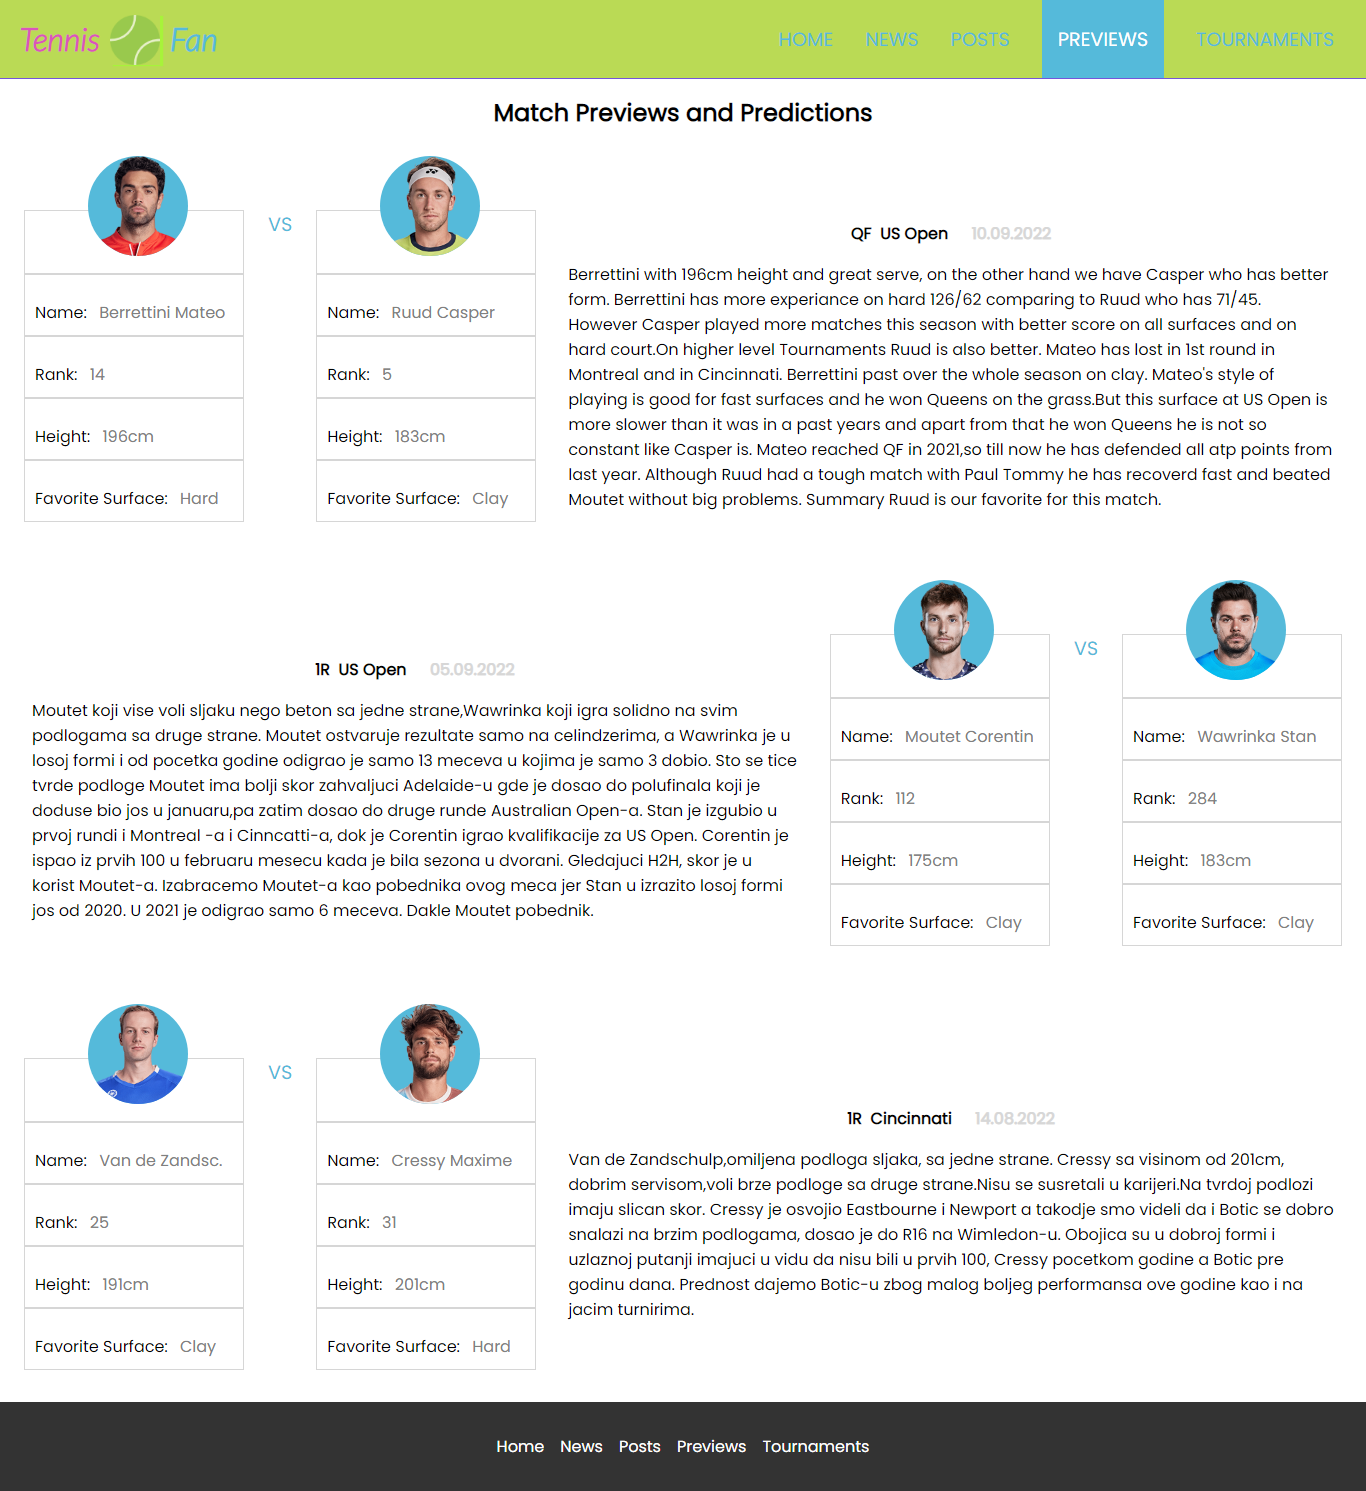 Tennis Fan
HOME NEWS POSTS PREVIEWS TOURNAMENTS
Match Previews and Predictions
VS
Name: Berrettini Mateo
Rank: 14
Height: 196cm
Favorite Surface: Hard
Name: Ruud Casper
Rank: 5
Height: 183cm
Favorite Surface: Clay
QF US Open 10.09.2022
Berrettini with 196cm height and great serve, on the other hand we have Casper who has better
form. Berrettini has more experiance on hard 126/62 comparing to Ruud who has 71/45.
However Casper played more matches this season with better score on all surfaces and on
hard court.On higher level Tournaments Ruud is also better. Mateo has lost in 1st round in
Montreal and in Cincinnati. Berrettini past over the whole season on clay. Mateo's style of
playing is good for fast surfaces and he won Queens on the grass.But this surface at US Open is
more slower than it was in a past years and apart from that he won Queens he is not so
constant like Casper is. Mateo reached QF in 2021,so till now he has defended all atp points from
last year. Although Ruud had a tough match with Paul Tommy he has recoverd fast and beated
Moutet without big problems. Summary Ruud is our favorite for this match.
1R US Open 05.09.2022
Moutet koji vise voli sljaku nego beton sa jedne strane,Wawrinka koji igra solidno na svim
podlogama sa druge strane. Moutet ostvaruje rezultate samo na celindzerima, a Wawrinka je u
losoj formi i od pocetka godine odigrao je samo 13 meceva u kojima je samo 3 dobio. Sto se tice
tvrde podloge Moutet ima bolji skor zahvaljuci Adelaide-u gde je dosao do polufinala koji je
doduse bio jos u januaru,pa zatim dosao do druge runde Australian Open-a. Stan je izgubio u
prvoj rundi i Montreal -a i Cinncatti-a, dok je Corentin igrao kvalifikacije za US Open. Corentin je
ispao iz prvih 100 u februaru mesecu kada je bila sezona u dvorani. Gledajuci H2H, skor je u
korist Moutet-a. Izabracemo Moutet-a kao pobednika ovog meca jer Stan u izrazito losoj formi
jos od 2020. U 2021 je odigrao samo 6 meceva. Dakle Moutet pobednik.
VS
Name: Moutet Corentin
Rank: 112
Height: 175cm
Favorite Surface: Clay
Name: Wawrinka Stan
Rank: 284
Height: 183cm
Favorite Surface: Clay
VS
Name: Van de Zandsc.
Rank: 25
Height: 191cm
Favorite Surface: Clay
Name: Cressy Maxime
Rank: 31
Height: 201cm
Favorite Surface: Hard
1R Cincinnati 14.08.2022
Van de Zandschulp,omiljena podloga sljaka, sa jedne strane. Cressy sa visinom od 201cm,
dobrim servisom,voli brze podloge sa druge strane.Nisu se susretali u karijeri.Na tvrdoj podlozi
imaju slican skor. Cressy je osvojio Eastbourne i Newport a takodje smo videli da i Botic se dobro
snalazi na brzim podlogama, dosao je do R16 na Wimledon-u. Obojica su u dobroj formi i
uzlaznoj putanji imajuci u vidu da nisu bili u prvih 100, Cressy pocetkom godine a Botic pre
godinu dana. Prednost dajemo Botic-u zbog malog boljeg performansa ove godine kao i na
jacim turnirima.
Home News Posts Previews Tournaments